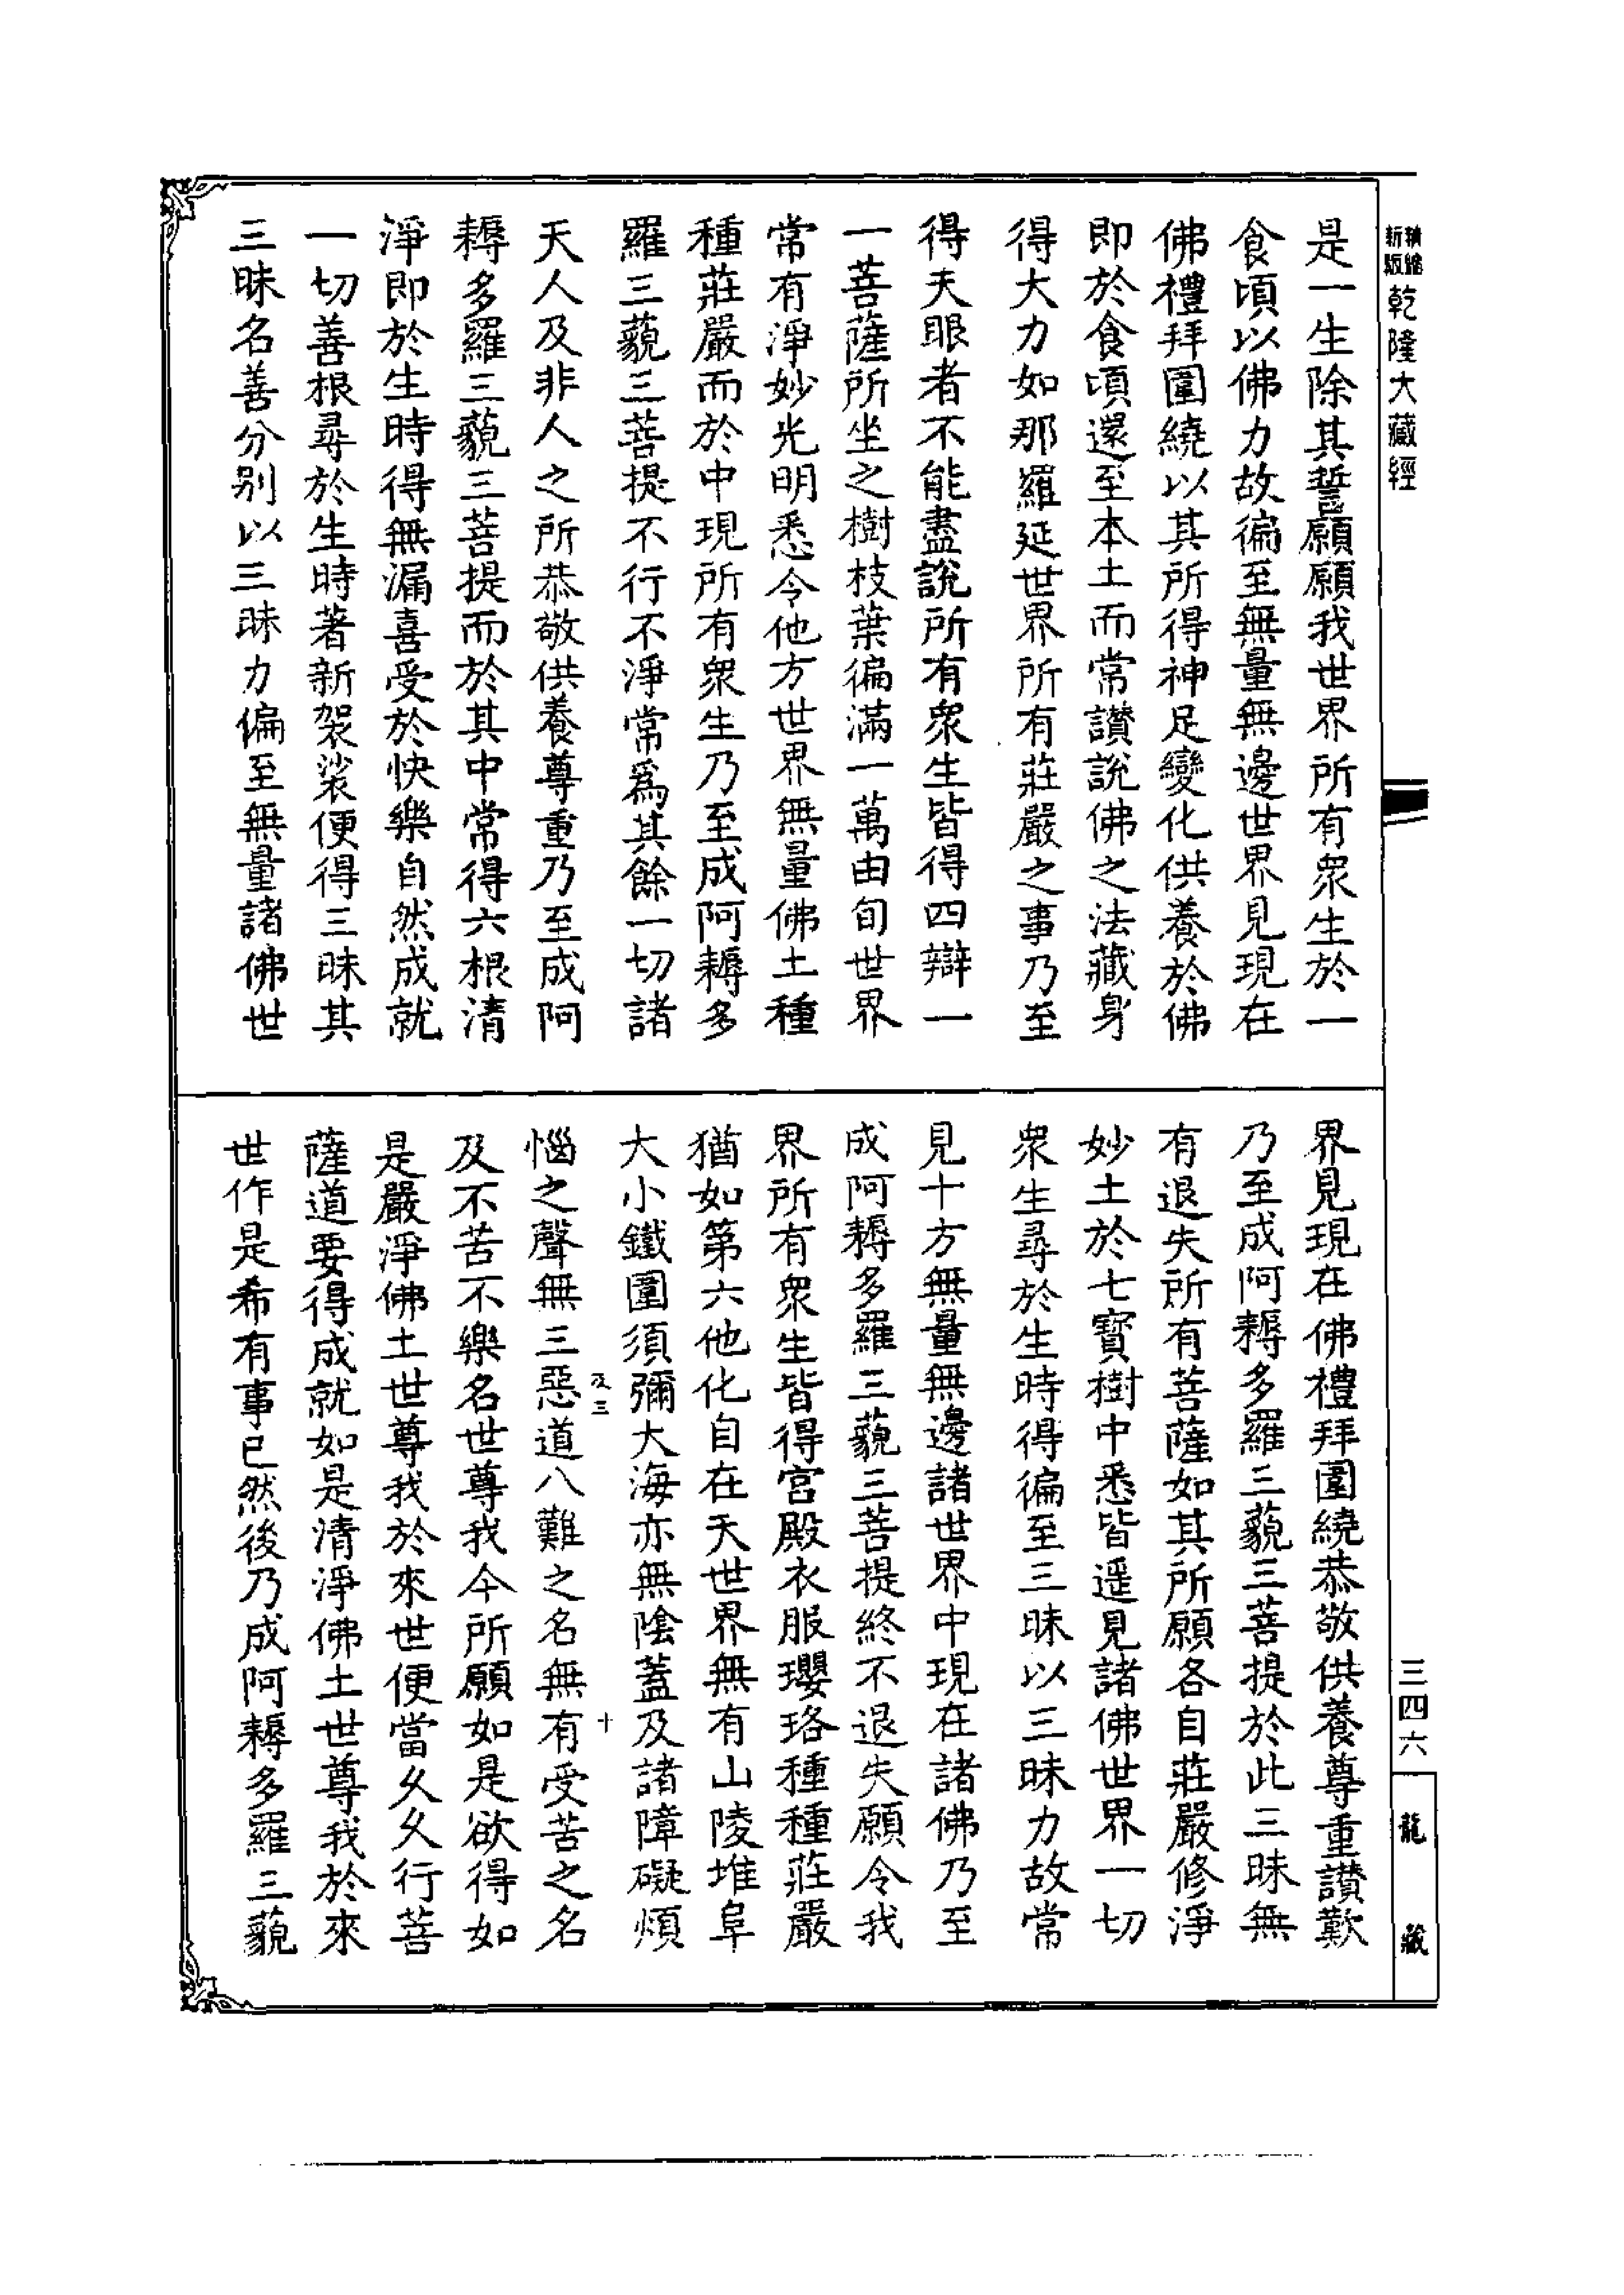 精縮新版乾隆大藏經
是一生除其誓願願我世界所有眾生於一
食頃以佛力故徧至無量無邊世界見現在
佛禮拜圍繞以其所得神足變化供養於佛
即於食頃還至本土而常讚說佛之法藏身
得大力如那羅延世界所有莊嚴之事乃至
得天眼者不能盡說所有眾生皆得四辯一
一菩薩所坐之樹枝葉徧滿一萬由旬世界
常有淨妙光明悉令他方世界無量佛土種
種莊嚴而於中現所有眾生乃至成阿耨多
羅三藐三菩提不行不淨常為其餘一切諸
天人及非人之所恭敬供養尊重乃至成阿
耨多羅三藐三菩提而於其中常得六根清
淨即於生時得無漏喜受於快樂自然成就
一切善根尋於生時著新袈裟便得三昧其
三昧名善分別以三昧力徧至無量諸佛世
界見現在佛禮拜圍繞恭敬供養尊重讚歎
乃至成阿耨多羅三藐三菩提於此三昧無
有退失所有菩薩如其所願各自莊嚴修淨
妙土於七寶樹中悉皆遥見諸佛世界一切
眾生尋於生時得徧至三昧以三昧力故常
見十方無量無邊諸世界中現在諸佛乃至
成阿耨多羅三藐三菩提終不退失願令我
界所有眾生皆得宮殿衣服瓔珞種種莊嚴
猶如第六他化自在天世界無有山陵堆阜
大小鐵圍須彌大海亦無陰蓋及諸障礙煩
及三 十
惱之聲無三惡道八難之名無有受苦之名
及不苦不樂名世尊我今所願如是欲得如
是嚴淨佛土世尊我於來世便當久久行菩
薩道要得成就如是清淨佛土世尊我於來
世作是希有事已然後乃成阿耨多羅三藐
三四六
龍藏